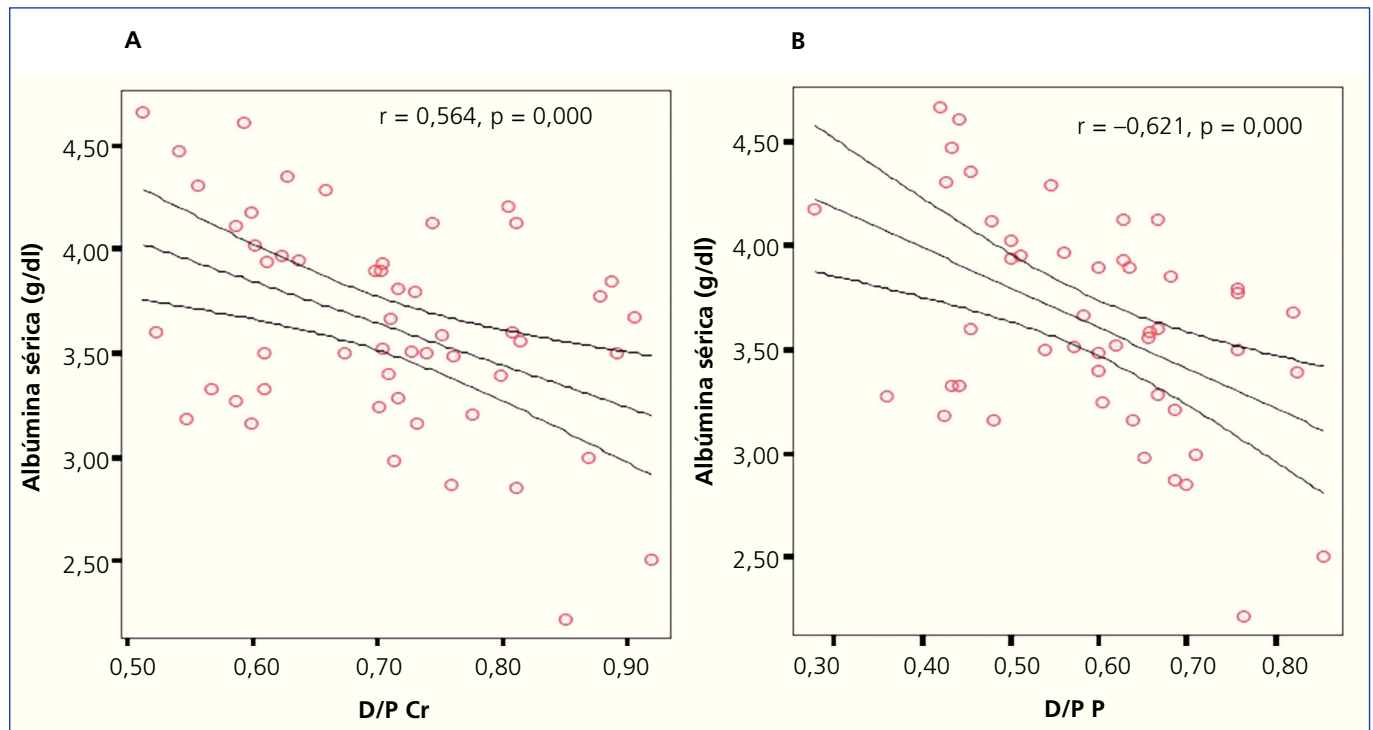 A
r = 0,564, p = 0,000
Albúmina sérica (g/dl)
4,50
4,00
3,50
3,00
2,50
0,50 0,60 0,70 0,80 0,90
D/P Cr
B
r = –0,621, p = 0,000
Albúmina sérica (g/dl)
4,50
4,00
3,50
3,00
2,50
0,30 0,40 0,50 0,60 0,70 0,80
D/P P